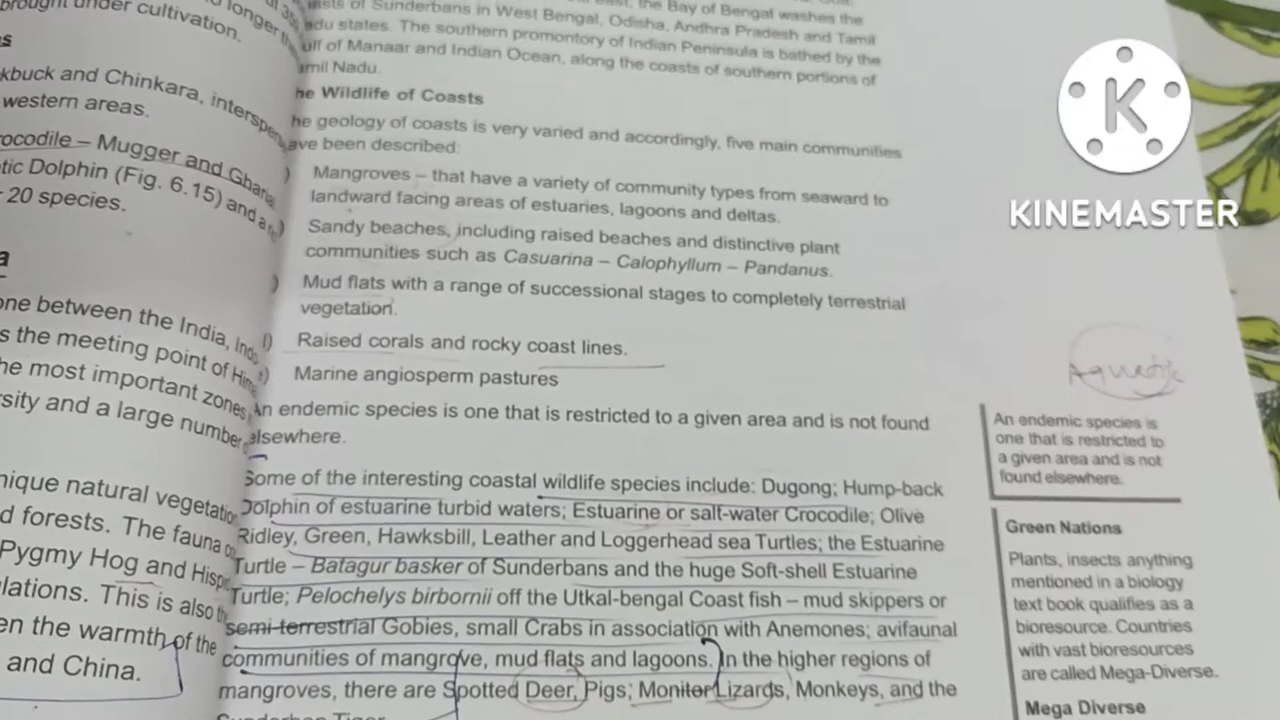 brought under cultivation.
kbuck and Chinkara,
western areas.
rocodile – Mugger and
tic Dolphin (Fig. 6.15) and a
20 species.
a
one between the India,
s the meeting point of
he most important zones
sity and a large number
nique natural vegetation
d forests. The fauna
Pygmy Hog and
lations. This is also
en the warmth of the
and China.
of Sunderbans in West Bengal, Odisha, Andhra Pradesh and Tamil
adu states. The southern promontory of Indian Peninsula is bathed by the
ulf of Manaar and Indian Ocean, along the coasts of southern portions of
amil Nadu.
he Wildlife of Coasts
he geology of coasts is very varied and accordingly, five main communities
ave been described:
) Mangroves – that have a variety of community types from seaward to
landward facing areas of estuaries, lagoons and deltas.
) Sandy beaches, including raised beaches and distinctive plant
communities such as Casuarina – Calophyllum – Pandanus.
) Mud flats with a range of successional stages to completely terrestrial
vegetation.
) Raised corals and rocky coast lines.
) Marine angiosperm pastures
An endemic species is one that is restricted to a given area and is not found
elsewhere.
Some of the interesting coastal wildlife species include: Dugong; Hump-back
Dolphin of estuarine turbid waters; Estuarine or salt-water Crocodile; Olive
Ridley, Green, Hawksbill, Leather and Loggerhead sea Turtles; the Estuarine
Turtle – Batagur basker of Sunderbans and the huge Soft-shell Estuarine
Turtle; Pelochelys birbornii off the Utkal-bengal Coast fish – mud skippers or
semi-terrestrial Gobies, small Crabs in association with Anemones; avifaunal
communities of mangrove, mud flats and lagoons. In the higher regions of
mangroves, there are Spotted Deer, Pigs; Monitor Lizards, Monkeys, and the
K
KINEMASTER
Aquatic
An endemic species is
one that is restricted to
a given area and is not
found elsewhere.
Green Nations
Plants, insects anything
mentioned in a biology
text book qualifies as a
bioresource. Countries
with vast bioresources
are called Mega-Diverse.
Mega Diverse